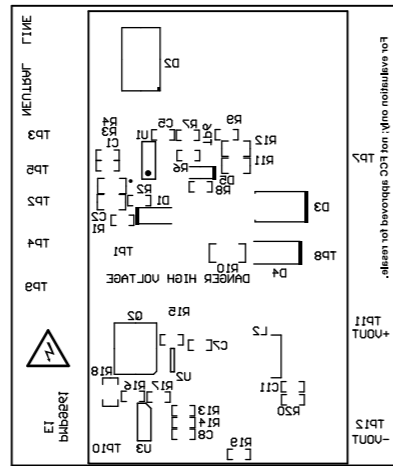 NEUTRAL LINE
For evaluation only; not FCC approved for resale.
D2
R4
R3
C1
U1
C5
R7
TP6
R9
R12
R11
TP3
TP5
TP2
TP4
TP9
TP7
R6
D5
R8
R2
C2
R1
D1
D3
TP1
R10
D4
TP8
DANGER HIGH VOLTAGE
R15
Q2
C7
U2
L2
TP11
VOUT+
R18
R16
R17
C11
R20
E1
PMP9561
TP10
U3
R13
R14
C8
R19
TP12
VOUT-